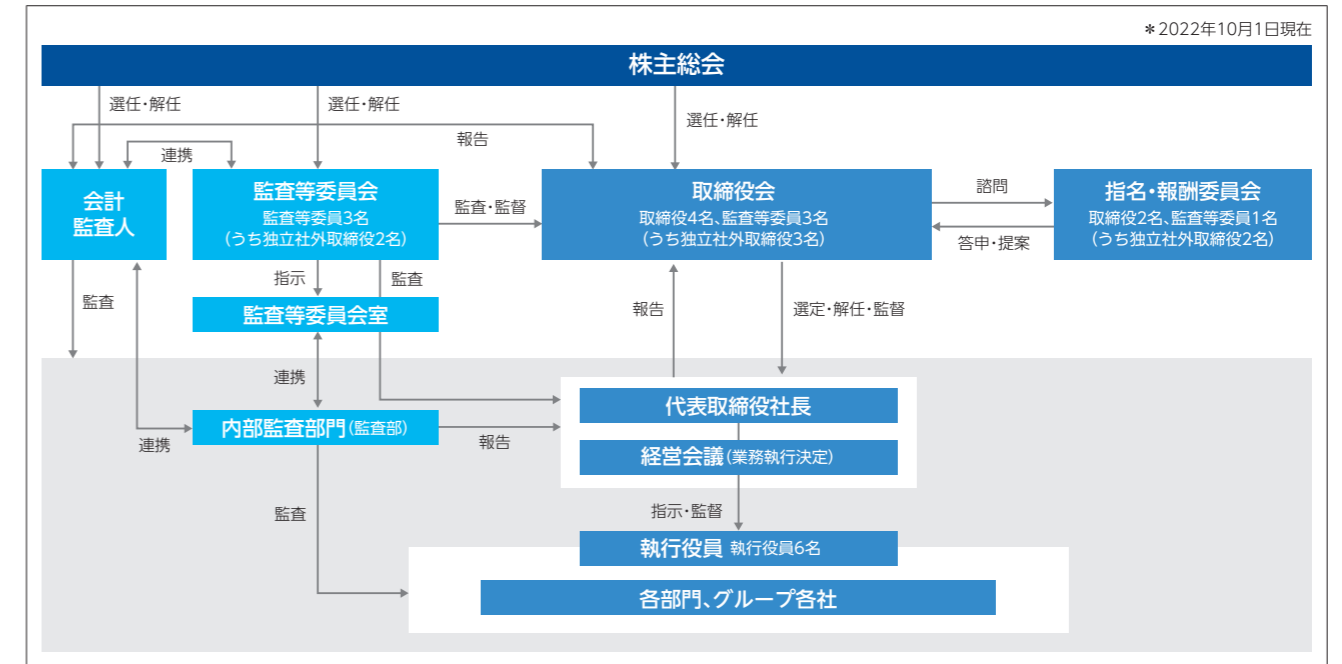 ＊2022年10月1日現在
株主総会
選任・解任
選任・解任
選任・解任
報告
連携
会計
監査人
監査等委員会
監査等委員3名
(うち独立社外取締役2名)
監査・監督
取締役会
取締役4名、監査等委員3名
(うち独立社外取締役3名)
諮問
答申・提案
指名・報酬委員会
取締役2名、監査等委員1名
(うち独立社外取締役2名)
指示
監査
監査
監査等委員会室
報告
選定・解任・監督
連携
代表取締役社長
内部監査部門(監査部)
連携
報告
経営会議(業務執行決定)
監査
指示・監督
執行役員 執行役員6名
各部門、グループ各社